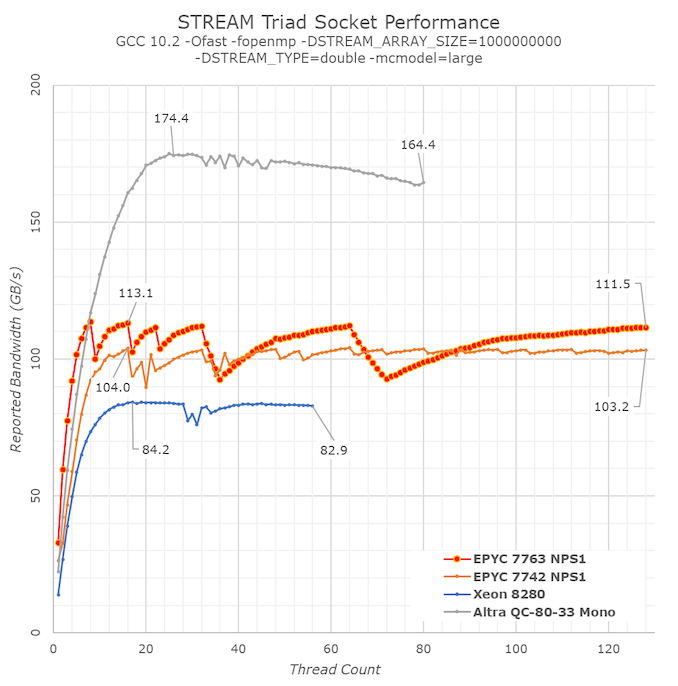 STREAM Triad Socket Performance
GCC 10.2 -Ofast -fopenmp -DSTREAM_ARRAY_SIZE=1000000000
-DSTREAM_TYPE=double -mcmodel=large
200
174.4
164.4
150
111.5
113.1
100
104.0
103.2
84.2
82.9
50
EPYC 7763 NPS1
EPYC 7742 NPS1
Xeon 8280
Altra QC-80-33 Mono
0
0 20 40 60 80 100 120
Reported Bandwidth (GB/s)
Thread Count